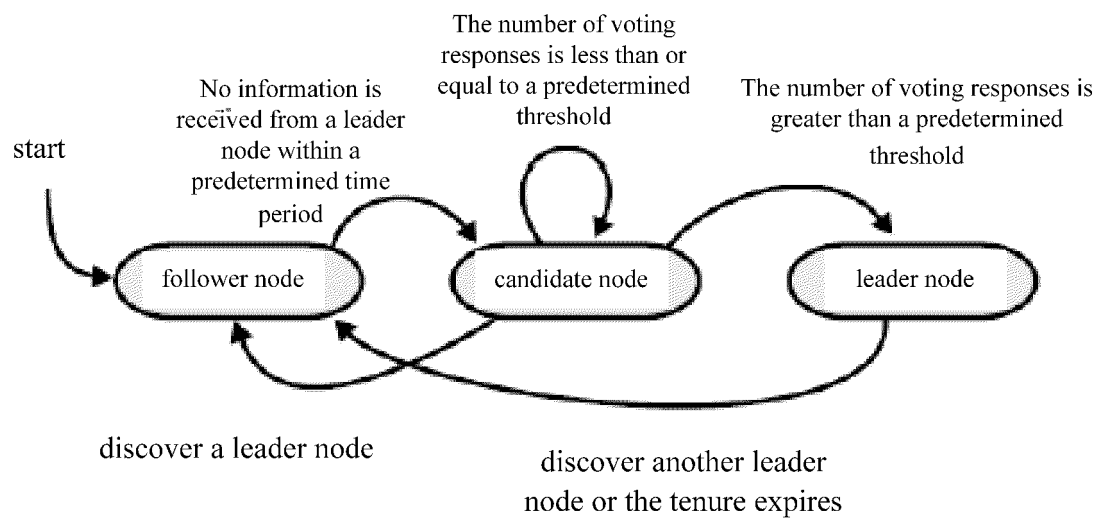 The number of voting
responses is less than or
equal to a predetermined
threshold
No information is
received from a leader
node within a
predetermined time
period
The number of voting responses is
greater than a predetermined
threshold
start
follower node
candidate node
leader node
discover a leader node
discover another leader
node or the tenure expires